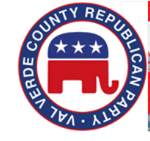 VAL VERDE COUNTY REPUBLICAN PARTY •